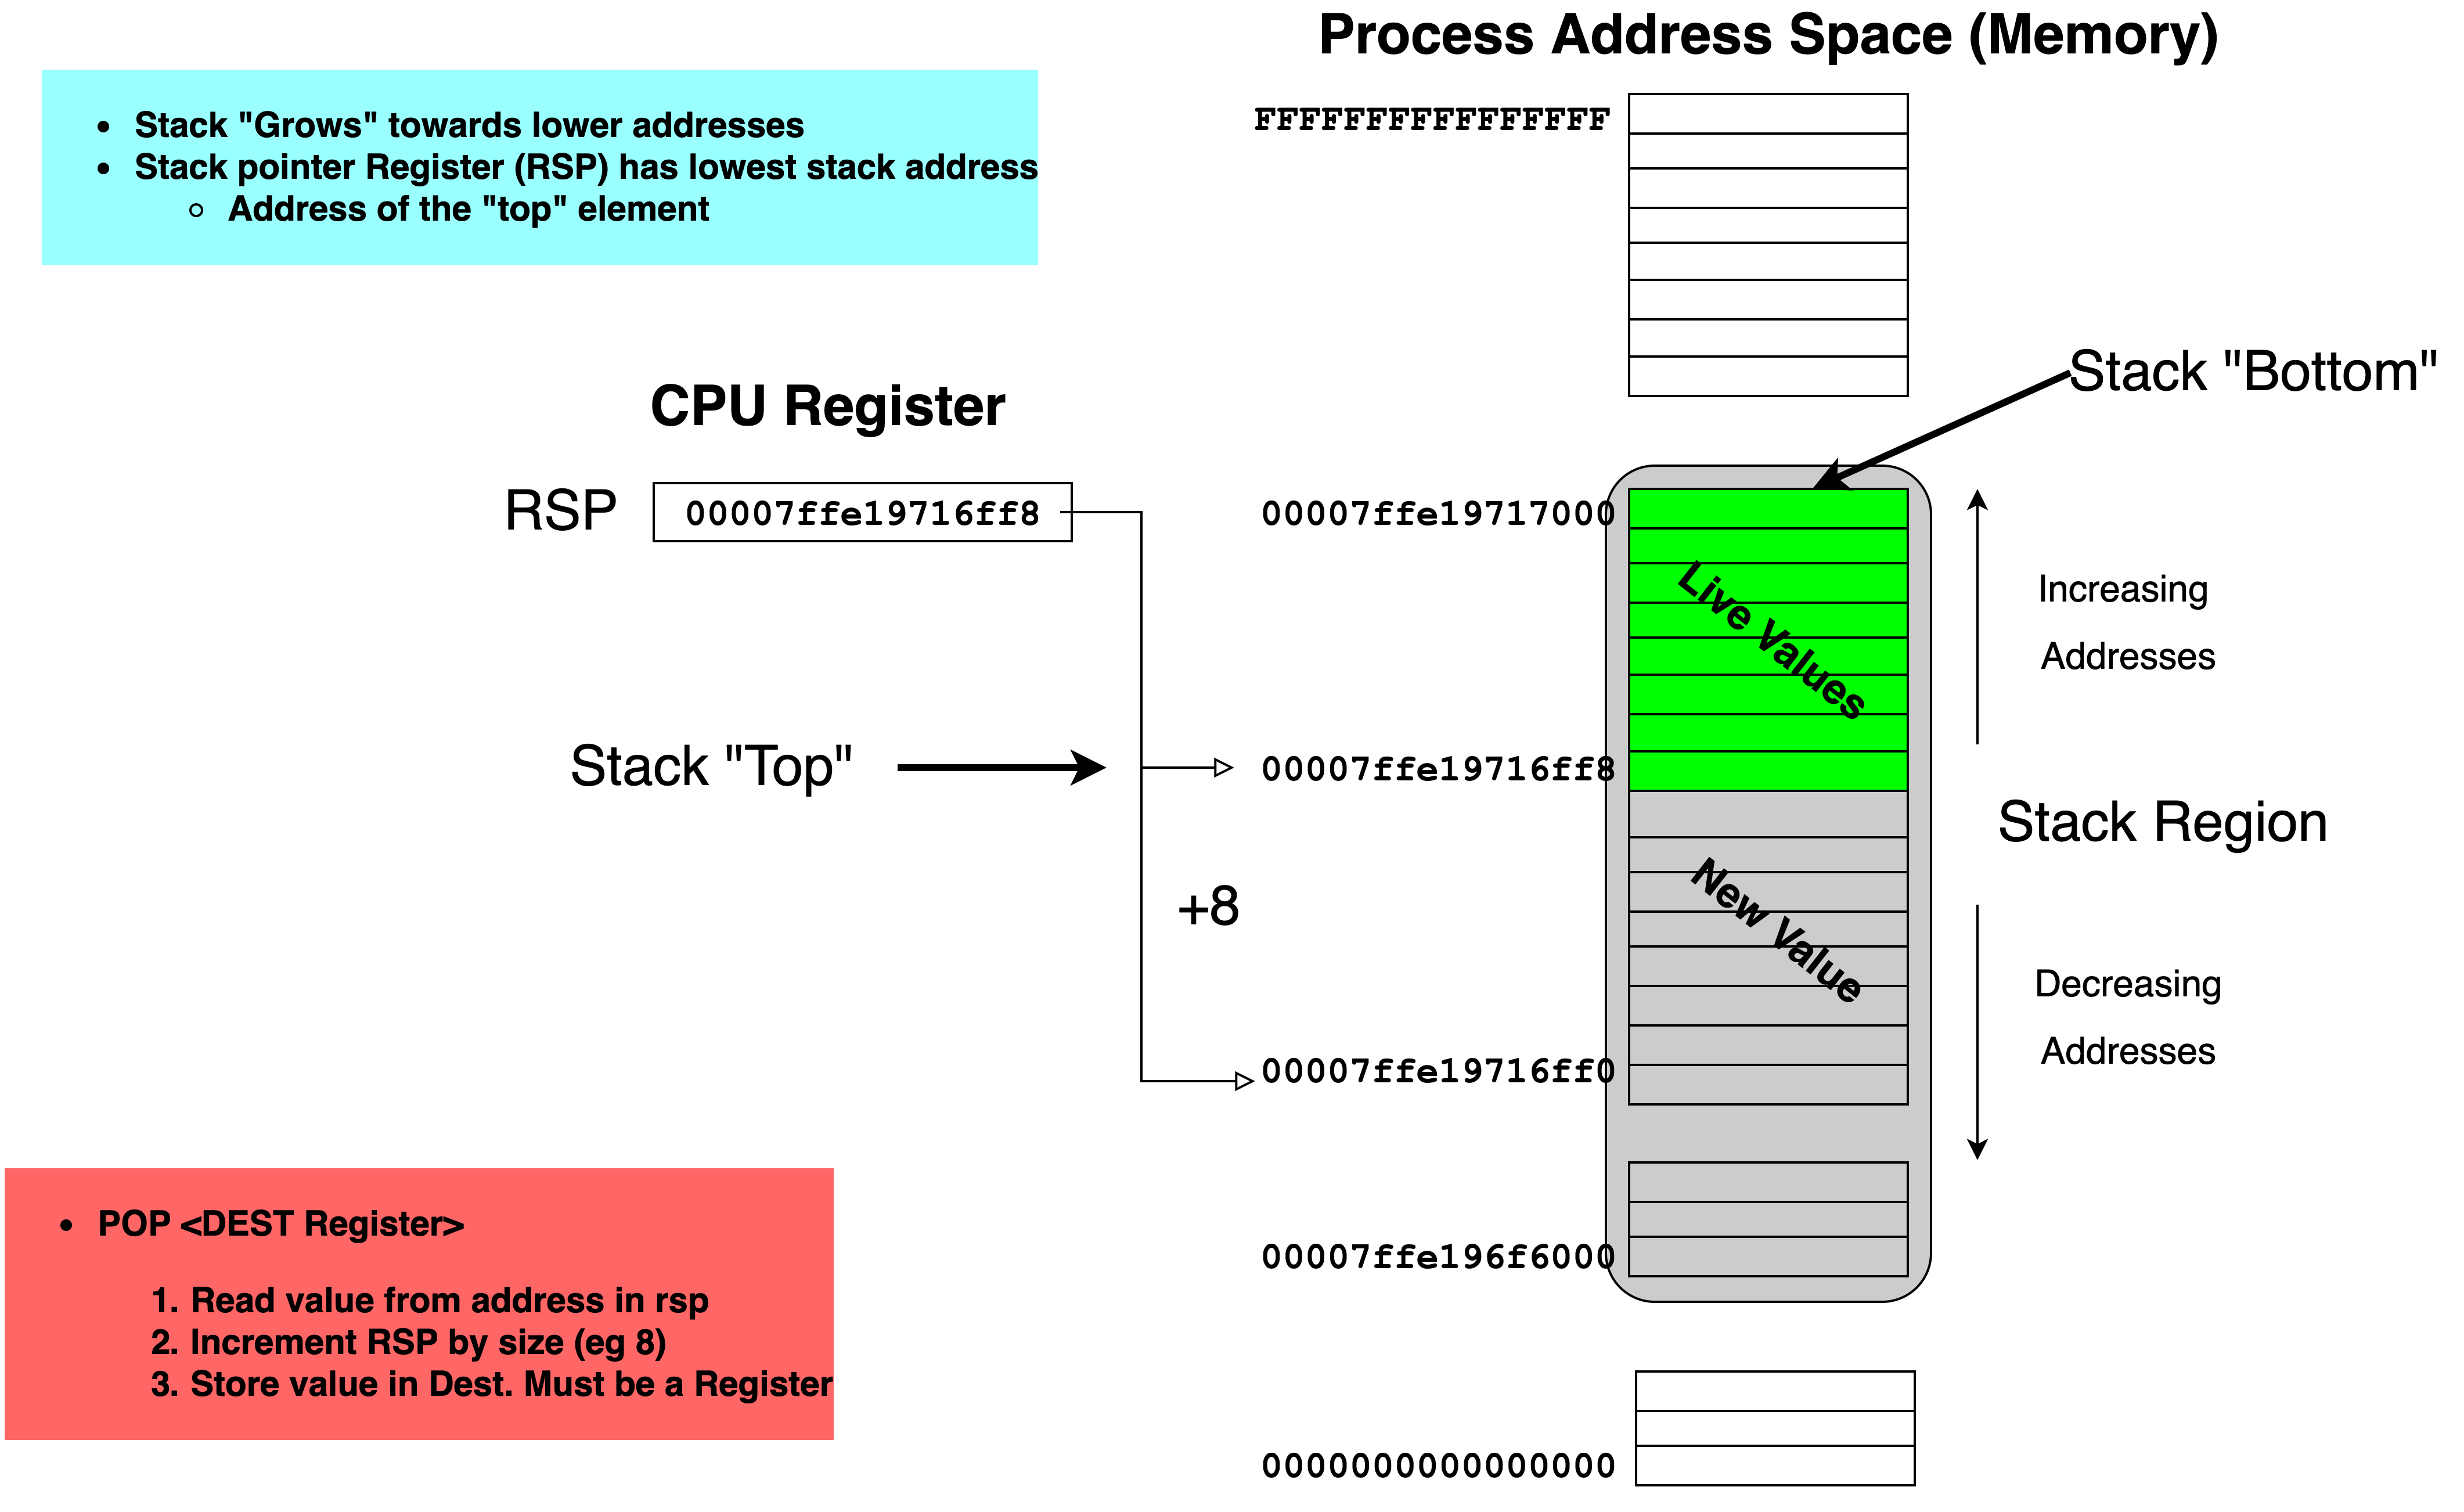 Process Address Space (Memory)
• Stack "Grows" towards lower addresses
• Stack pointer Register (RSP) has lowest stack address
○ Address of the "top" element
FFFFFFFFFFFFFFFF
Stack "Bottom"
CPU Register
RSP
00007ffe19716ff8
00007ffe19717000
Live Values
Increasing
Addresses
Stack "Top"
00007ffe19716ff8
Stack Region
+8
New Value
Decreasing
Addresses
00007ffe19716ff0
• POP <DEST Register>
1. Read value from address in rsp
2. Increment RSP by size (eg 8)
3. Store value in Dest. Must be a Register
00007ffe196f6000
0000000000000000